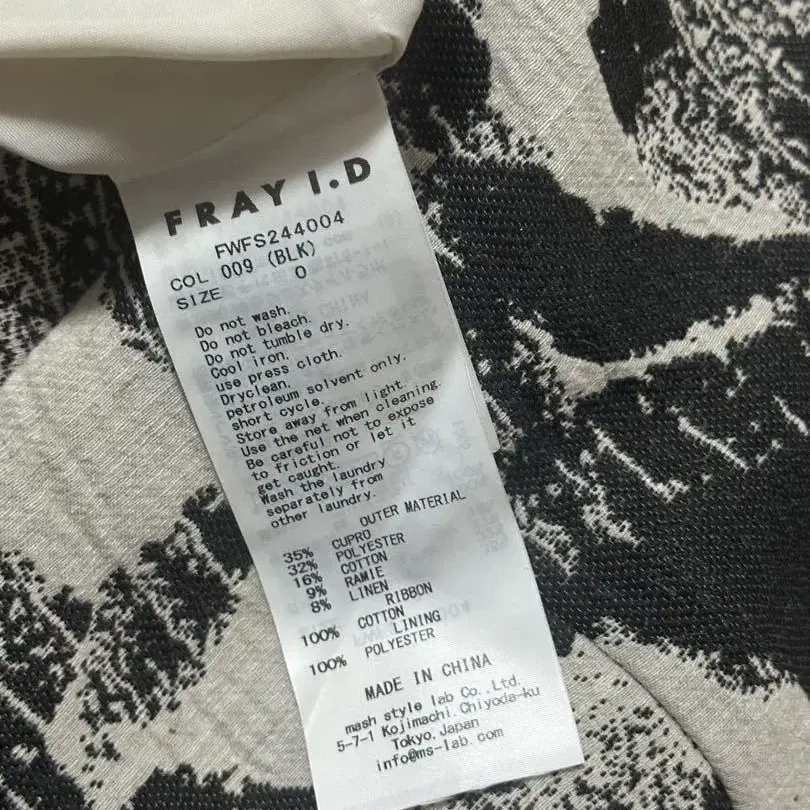 FRAY I.D
FWFS244004
COL 009 (BLK)
SIZE 0
Do not wash.
Do not bleach.
Do not tumble dry.
Cool iron.
use press cloth.
Dryclean.
petroleum solvent only.
short cycle.
Store away from light.
Use the net when cleaning.
Be careful not to expose
to friction or let it
get caught.
Wash the laundry
separately from
other laundry.
OUTER MATERIAL
35% CUPRO
32% POLYESTER
16% COTTON
9% RAMIE
8% LINEN
RIBBON
100% COTTON
LINING
100% POLYESTER
MADE IN CHINA
mash style lab Co.,Ltd.
5-7-1 Kojimachi.Chiyoda-ku
Tokyo.Japan
info@ms-lab.com